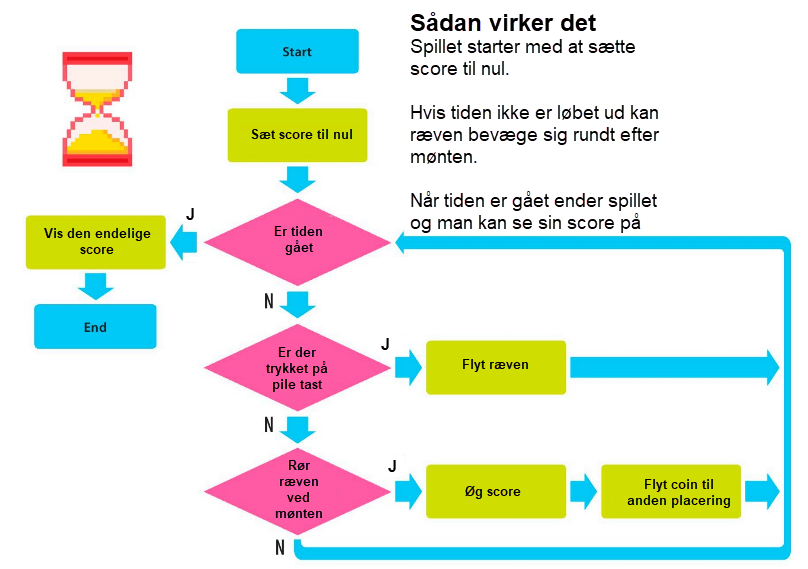 Sådan virker det
Spillet starter med at sætte
score til nul.
Hvis tiden ikke er løbet ud kan
ræven bevæge sig rundt efter
mønten.
Når tiden er gået ender spillet
og man kan se sin score på
Start
Sæt score til nul
Er tiden
gået
J
Vis den endelige
score
End
N
Er der
trykket på
pile tast
J
Flyt ræven
N
Rør
ræven
ved
mønten
J
Øg score
Flyt coin til
anden placering
N